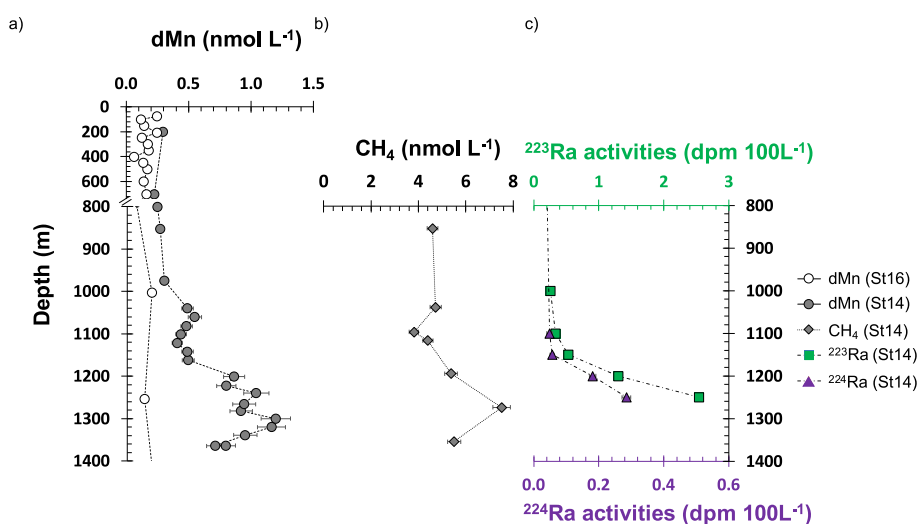 a)
dMn (nmol L⁻¹)
0.0 0.5 1.0 1.5
0
200
400
600
800
900
1000
1100
1200
1300
1400
Depth (m)
b)
CH₄ (nmol L⁻¹)
0 2 4 6 8
c)
²²³Ra activities (dpm 100L⁻¹)
0 1 2 3
800
900
1000
1100
1200
1300
1400
0.0 0.2 0.4 0.6
²²⁴Ra activities (dpm 100L⁻¹)
dMn (St16)
dMn (St14)
CH₄ (St14)
²²³Ra (St14)
²²⁴Ra (St14)